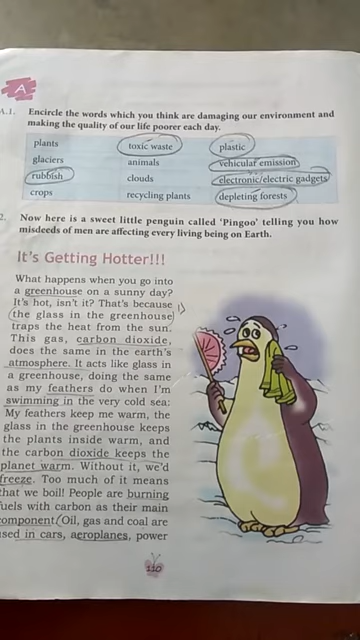 A
A.1. Encircle the words which you think are damaging our environment and
making the quality of our life poorer each day.
plants toxic waste plastic
glaciers animals vehicular emission
rubbish clouds electronic/electric gadgets
crops recycling plants depleting forests
2. Now here is a sweet little penguin called 'Pingoo' telling you how
misdeeds of men are affecting every living being on Earth.
It's Getting Hotter!!!
What happens when you go into
a greenhouse on a sunny day?
It's hot, isn't it? That's because
the glass in the greenhouse
traps the heat from the sun.
This gas, carbon dioxide,
does the same in the earth's
atmosphere. It acts like glass in
a greenhouse, doing the same
as my feathers do when I'm
swimming in the very cold sea:
My feathers keep me warm, the
glass in the greenhouse keeps
the plants inside warm, and
the carbon dioxide keeps the
planet warm. Without it, we'd
freeze. Too much of it means
that we boil! People are burning
fuels with carbon as their main
component. Oil, gas and coal are
used in cars, aeroplanes, power
110